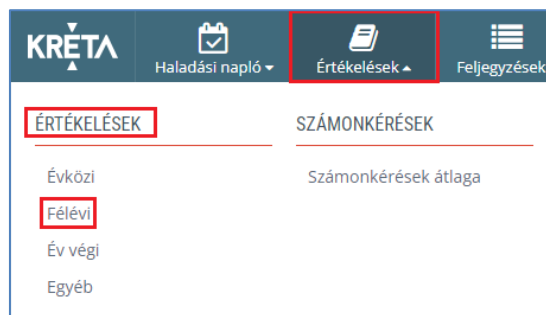 KRÉTA
Haladási napló
Értékelések
Feljegyzések
ÉRTÉKELÉSEK
Évközi
Félévi
Év végi
Egyéb
SZÁMONKÉRÉSEK
Számonkérések átlaga